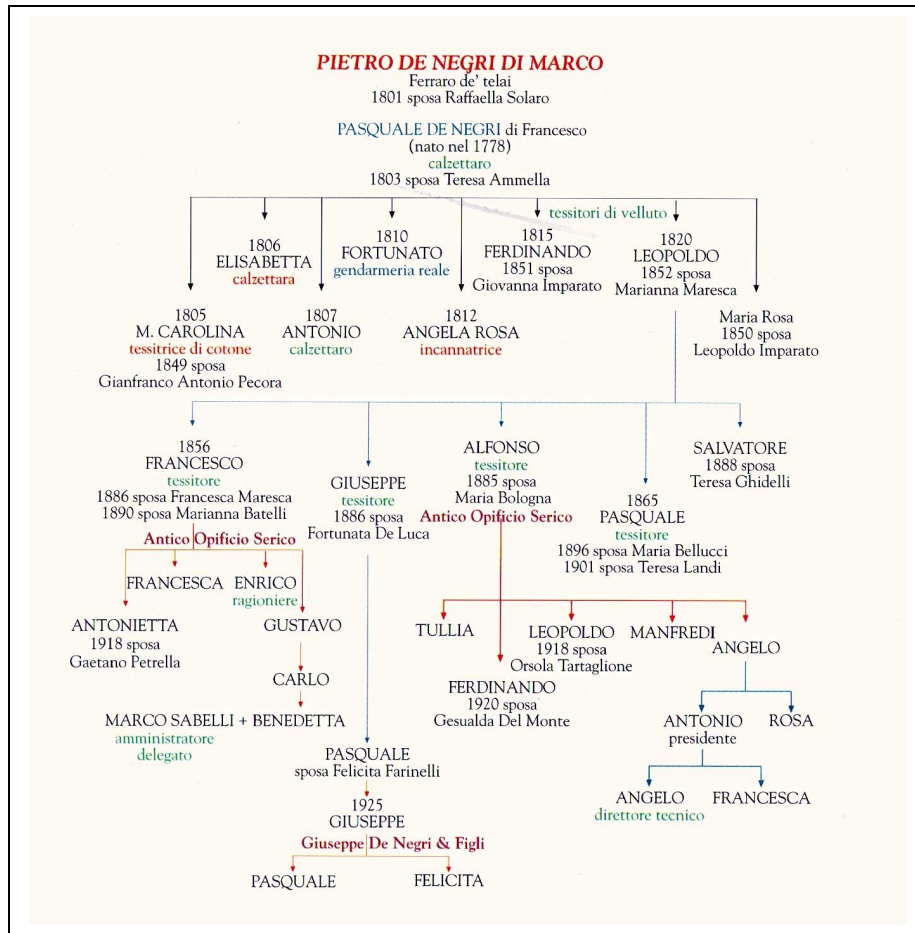 PIETRO DE NEGRI DI MARCO
Ferraro de' telai
1801 sposa Raffaella Solaro
PASQUALE DE NEGRI di Francesco
(nato nel 1778)
calzettaro
1803 sposa Teresa Ammella
tessitori di velluto
1806
ELISABETTA
calzettara
1810
FORTUNATO
gendarmeria reale
1815
FERDINANDO
1851 sposa
Giovanna Imparato
1820
LEOPOLDO
1852 sposa
Marianna Maresca
1805
M. CAROLINA
tessitrice di cotone
1849 sposa
Gianfranco Antonio Pecora
1807
ANTONIO
calzettaro
1812
ANGELA ROSA
incannatrice
Maria Rosa
1850 sposa
Leopoldo Imparato
1856
FRANCESCO
tessitore
1886 sposa Francesca Maresca
1890 sposa Marianna Batelli
Antico Opificio Serico
GIUSEPPE
tessitore
1886 sposa
Fortunata De Luca
ALFONSO
tessitore
1885 sposa
Maria Bologna
Antico Opificio Serico
1865
PASQUALE
tessitore
1896 sposa Maria Bellucci
1901 sposa Teresa Landi
SALVATORE
1888 sposa
Teresa Ghidelli
FRANCESCA
ENRICO
ragioniere
ANTONIETTA
1918 sposa
Gaetano Petrella
GUSTAVO
CARLO
MARCO SABELLI + BENEDETTA
amministratore
delegato
TULLIA
LEOPOLDO
1918 sposa
Orsola Tartaglione
MANFREDI
ANGELO
FERDINANDO
1920 sposa
Gesualda Del Monte
ANTONIO
presidente
ROSA
ANGELO
direttore tecnico
FRANCESCA
PASQUALE
sposa Felicita Farinelli
1925
GIUSEPPE
Giuseppe De Negri & Figli
PASQUALE
FELICITA